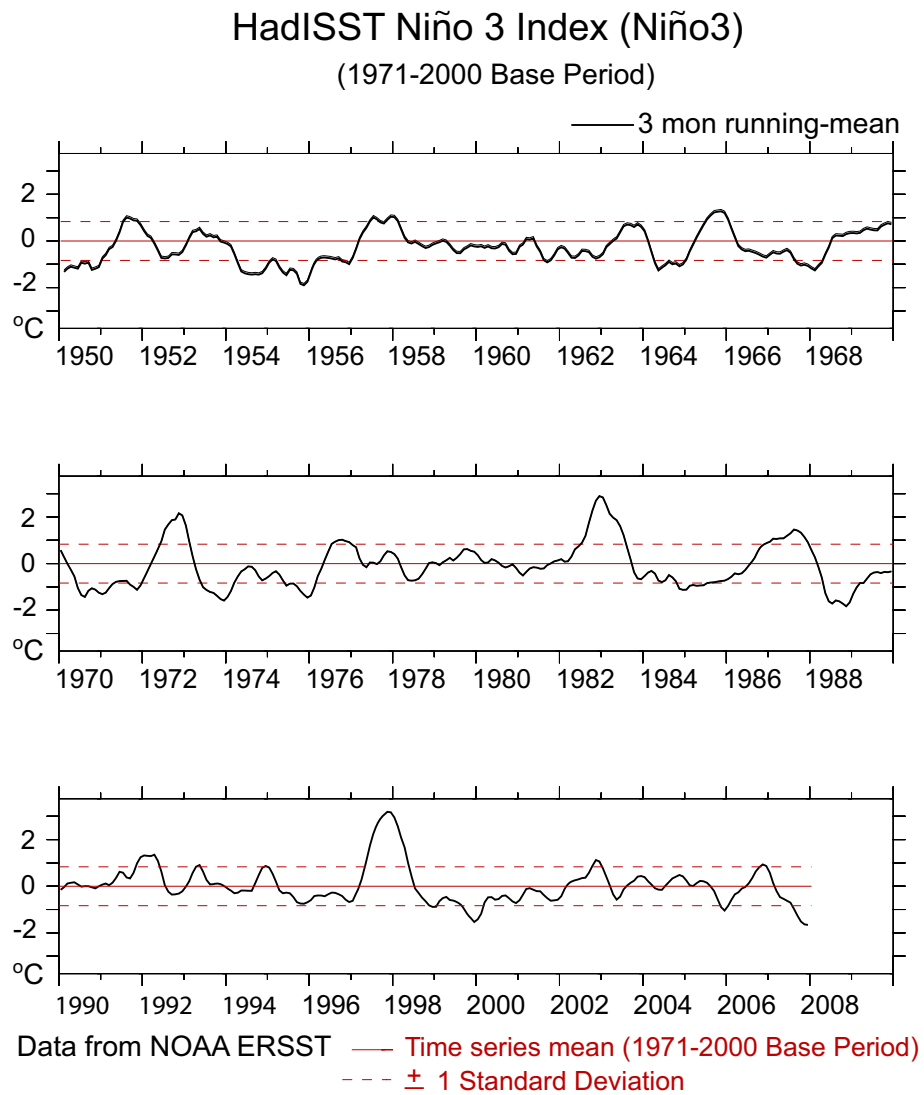 HadISST Niño 3 Index (Niño3)
(1971-2000 Base Period)
3 mon running-mean
2
0
-2
ºC
1950 1952 1954 1956 1958 1960 1962 1964 1966 1968
2
0
-2
ºC
1970 1972 1974 1976 1978 1980 1982 1984 1986 1988
2
0
-2
ºC
1990 1992 1994 1996 1998 2000 2002 2004 2006 2008
Data from NOAA ERSST Time series mean (1971-2000 Base Period)
± 1 Standard Deviation